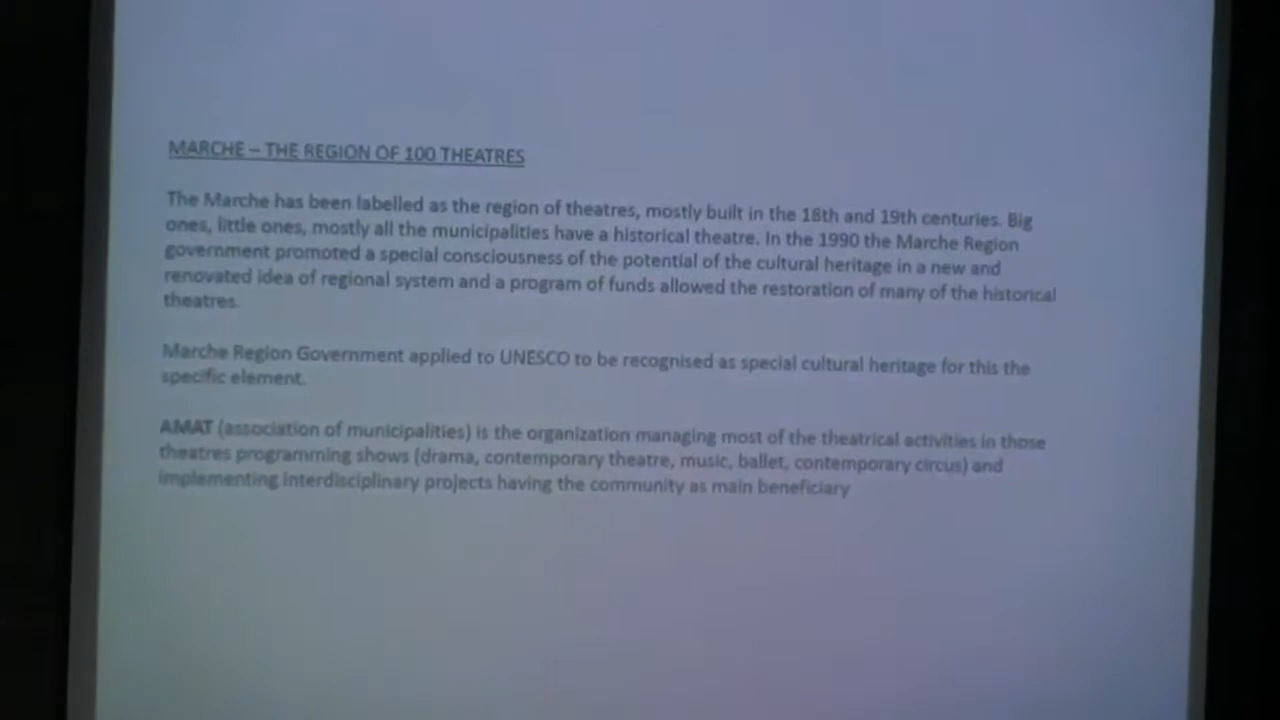 MARCHE – THE REGION OF 100 THEATRES
The Marche has been labelled as the region of theatres, mostly built in the 18th and 19th centuries. Big
ones, little ones, mostly all the municipalities have a historical theatre. In the 1990 the Marche Region
government promoted a special consciousness of the potential of the cultural heritage in a new and
renovated idea of regional system and a program of funds allowed the restoration of many of the historical
theatres.
Marche Region Government applied to UNESCO to be recognised as special cultural heritage for this the
specific element.
AMAT (association of municipalities) is the organization managing most of the theatrical activities in those
theatres programming shows (drama, contemporary theatre, music, ballet, contemporary circus) and
implementing interdisciplinary projects having the community as main beneficiary